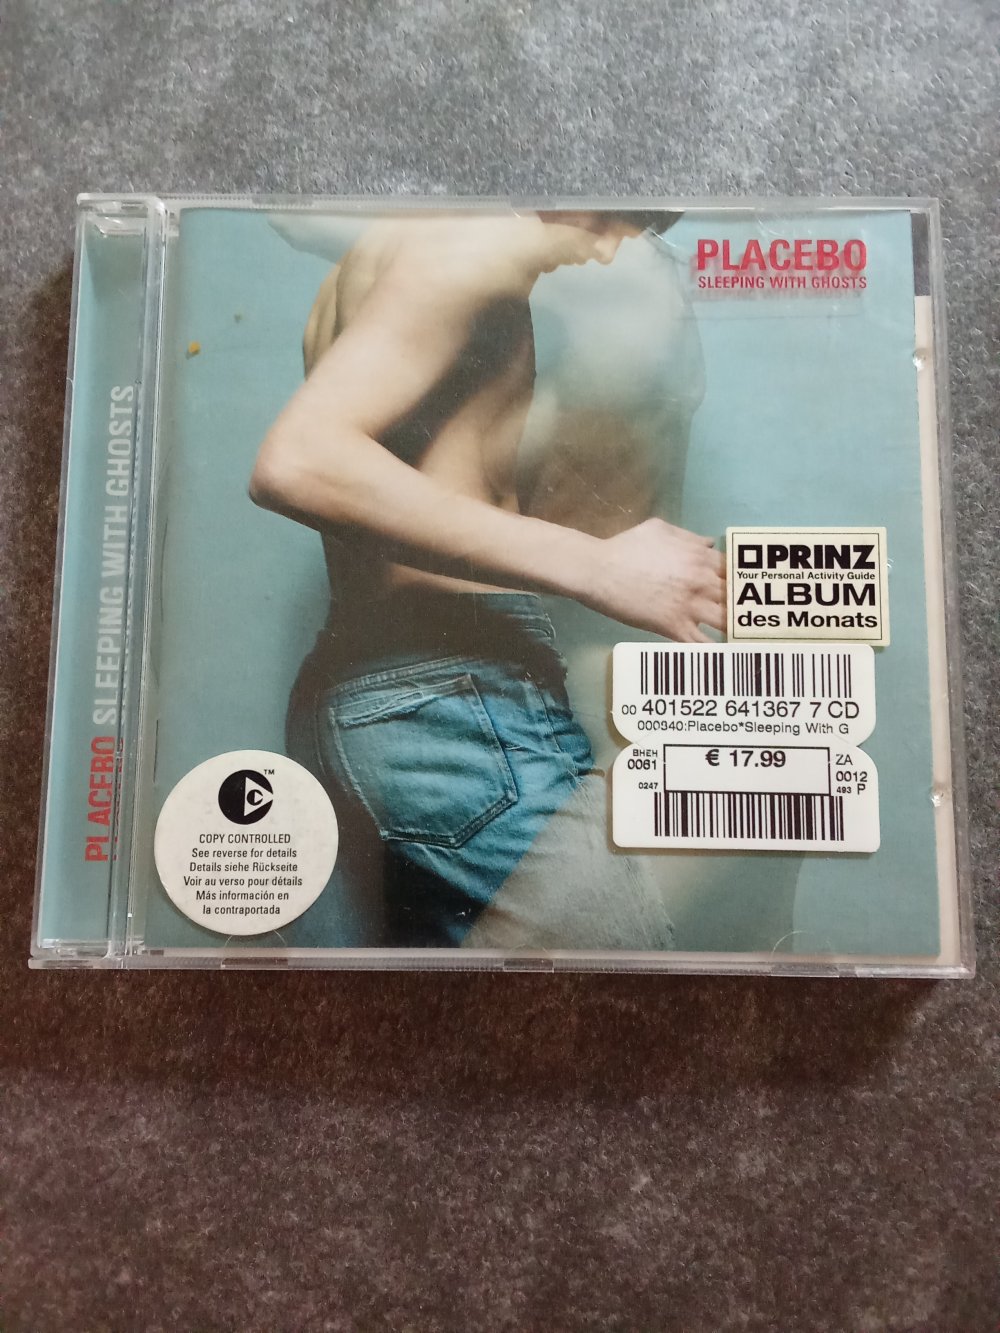 PLACEBO
SLEEPING WITH GHOSTS
PLACEBO SLEEPING WITH GHOSTS
PRINZ
Your Personal Activity Guide
ALBUM
des Monats
00 401522 641367 7 CD
000940:Placebo*Sleeping With G
BHEH
0061
€ 17.99
ZA
0012
0247
493 P
TM
C
COPY CONTROLLED
See reverse for details
Details siehe Rückseite
Voir au verso pour détails
Más información en
la contraportada